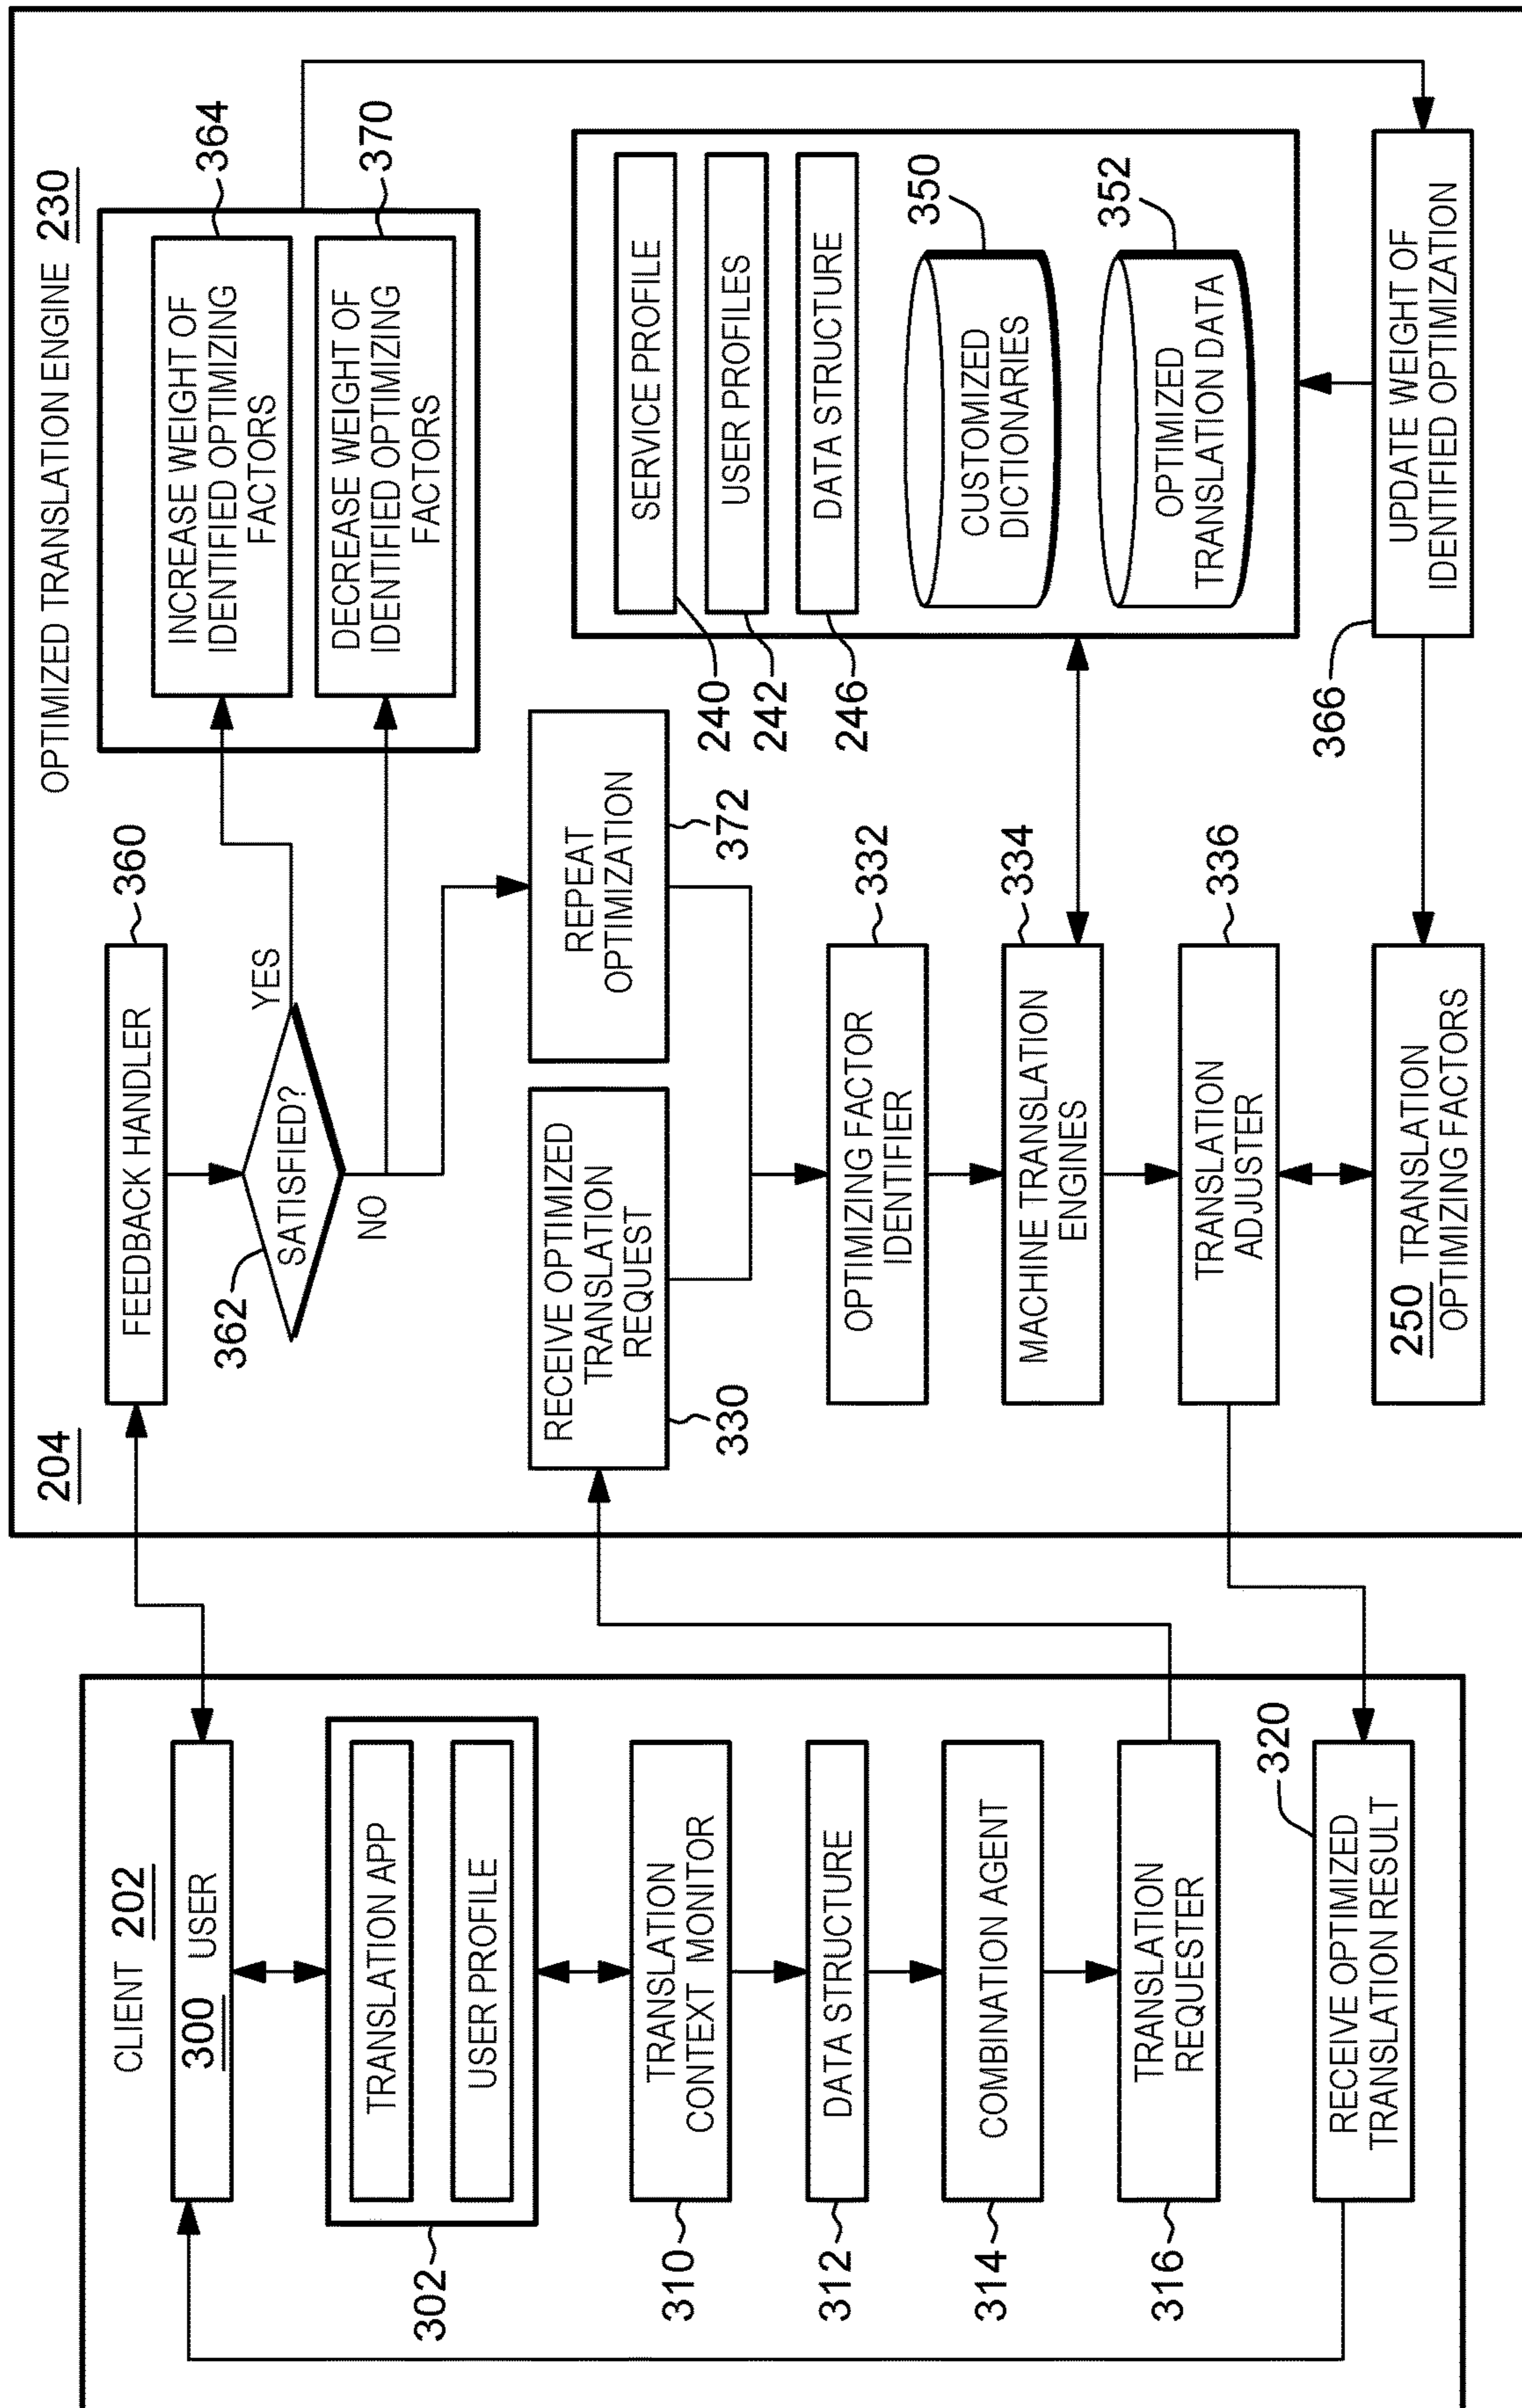 CLIENT 202
300 USER
TRANSLATION APP
USER PROFILE
302
TRANSLATION
CONTEXT MONITOR
310
DATA STRUCTURE
312
COMBINATION AGENT
314
TRANSLATION
REQUESTER
316
320
RECEIVE OPTIMIZED
TRANSLATION RESULT
204
OPTIMIZED TRANSLATION ENGINE 230
FEEDBACK HANDLER
360
362
SATISFIED?
YES
NO
INCREASE WEIGHT OF
IDENTIFIED OPTIMIZING
FACTORS
364
DECREASE WEIGHT OF
IDENTIFIED OPTIMIZING
FACTORS
370
RECEIVE OPTIMIZED
TRANSLATION
REQUEST
330
REPEAT
OPTIMIZATION
372
OPTIMIZING FACTOR
IDENTIFIER
332
MACHINE TRANSLATION
ENGINES
334
TRANSLATION
ADJUSTER
336
250 TRANSLATION
OPTIMIZING FACTORS
SERVICE PROFILE
240
USER PROFILES
242
DATA STRUCTURE
246
CUSTOMIZED
DICTIONARIES
350
OPTIMIZED
TRANSLATION DATA
352
366
UPDATE WEIGHT OF
IDENTIFIED OPTIMIZATION